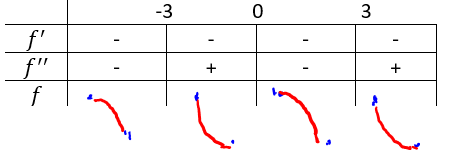 -3 0 3
f′ - - - -
f′′ - + - +
f